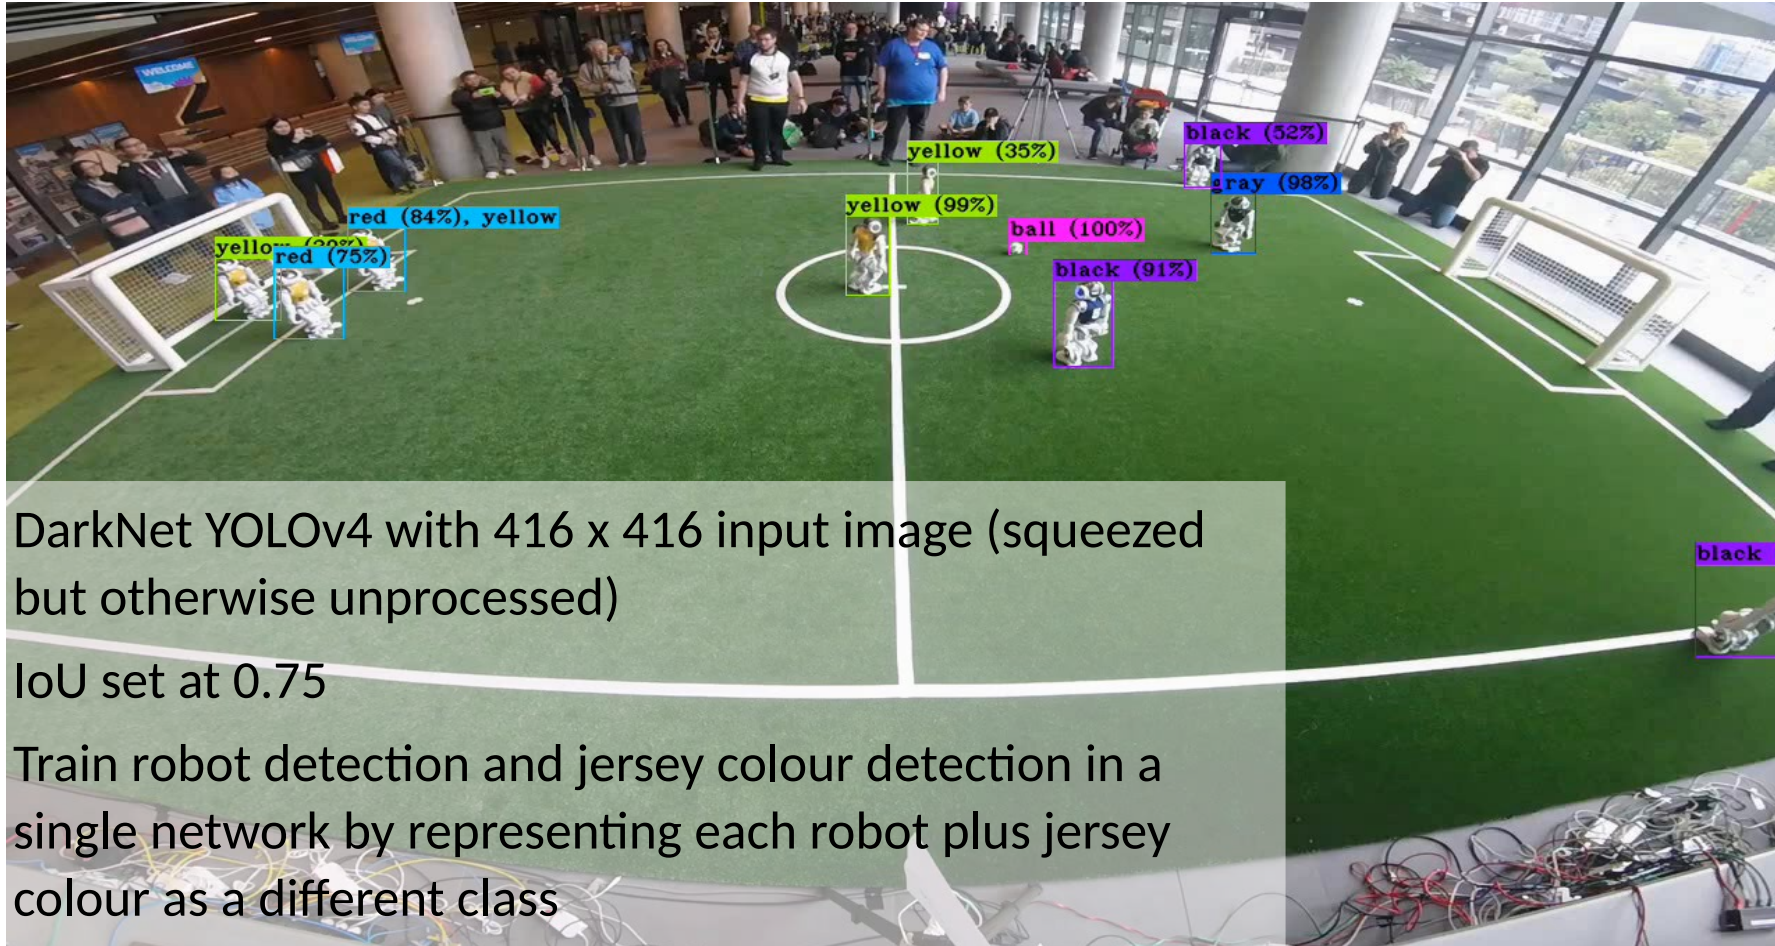 WELCOME
black (52%)
yellow (35%)
gray (98%)
yellow (99%)
red (84%), yellow
ball (100%)
red (75%)
black (91%)
DarkNet YOLOv4 with 416 x 416 input image (squeezed
but otherwise unprocessed)
black
IoU set at 0.75
Train robot detection and jersey colour detection in a
single network by representing each robot plus jersey
colour as a different class